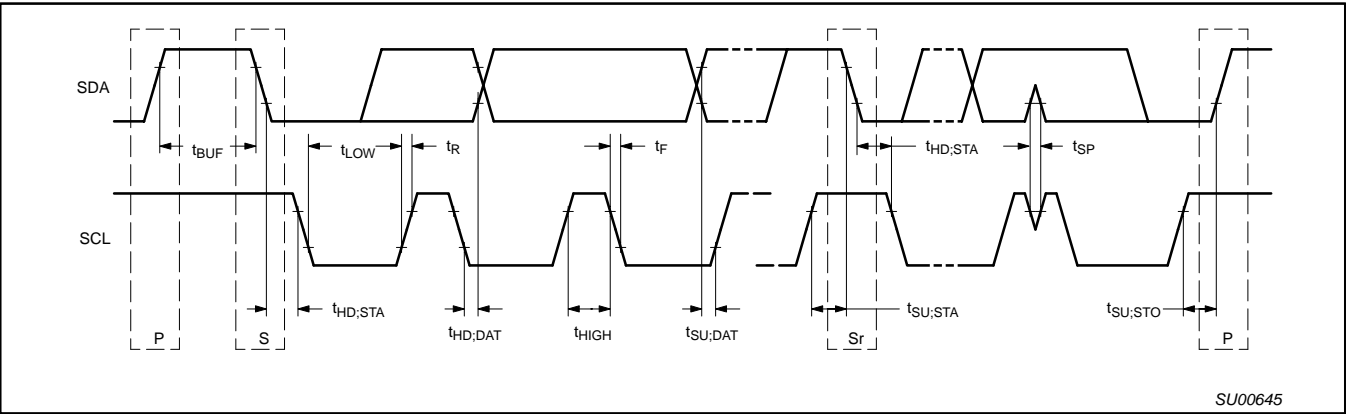 SDA
tBUF
tLOW
tR
tF
tHD;STA
tSP
SCL
tHD;STA
tHD;DAT
tHIGH
tSU;DAT
tSU;STA
tSU;STO
P
S
Sr
P
SU00645